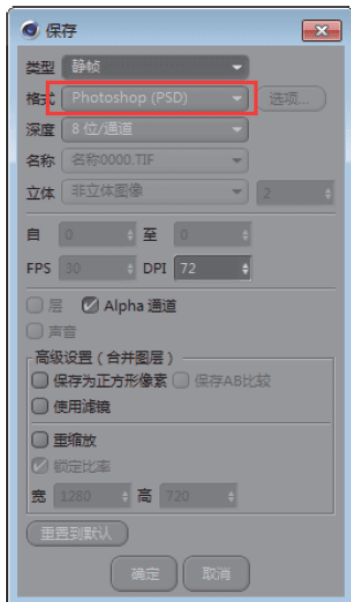 保存
类型 静帧
格式 Photoshop (PSD) 选项...
深度 8 位/通道
名称 名称0000.TIF
立体 非立体图像 2
自 0 至 0
FPS 30 DPI 72
层 Alpha 通道
声音
高级设置 ( 合并图层 )
保存为正方形像素 保存AB比较
使用滤镜
重缩放
锁定比率
宽 1280 高 720
重置到默认
确定 取消